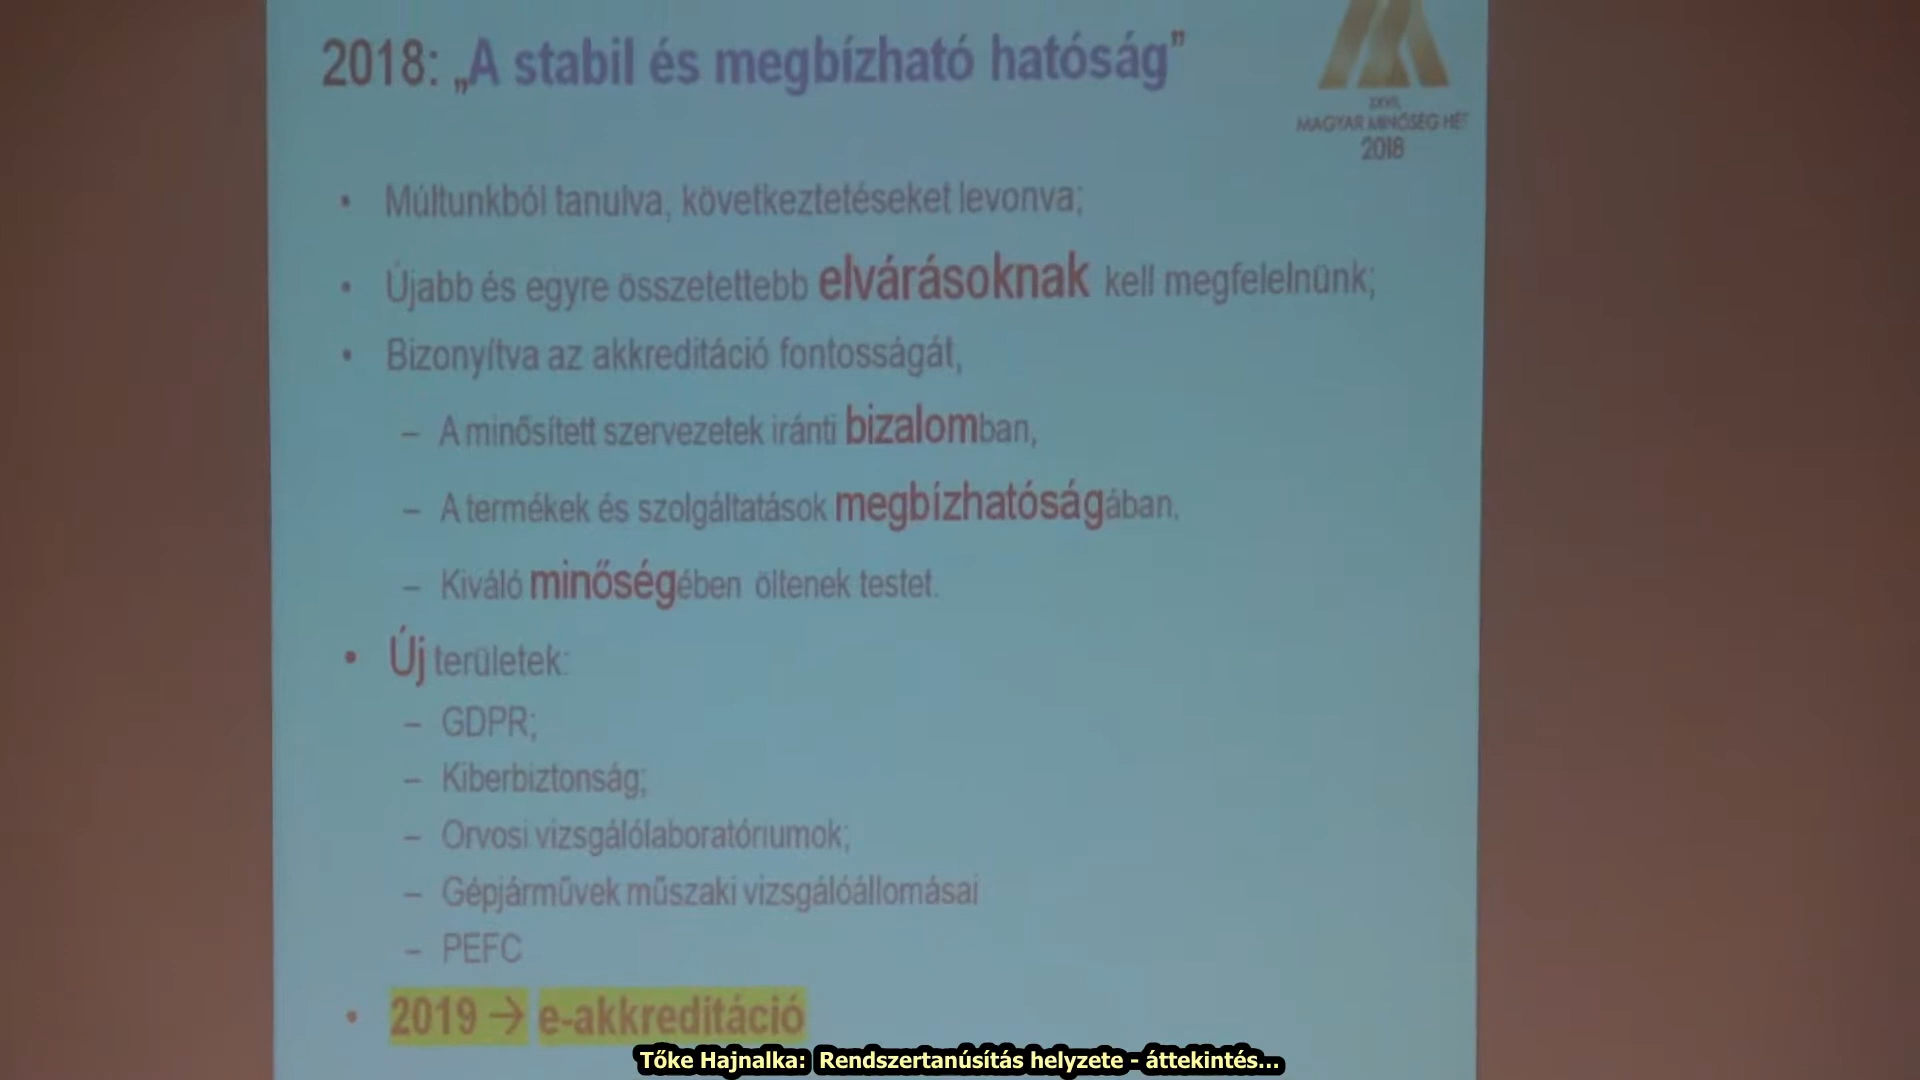 2018: „A stabil és megbízható hatóság”
XXVII.
MAGYAR MINŐSÉG HÉT
2018
• Múltunkból tanulva, következtetéseket levonva;
• Újabb és egyre összetettebb elvárásoknak kell megfelelnünk;
• Bizonyítva az akkreditáció fontosságát,
– A minősített szervezetek iránti bizalomban,
– A termékek és szolgáltatások megbízhatóságában,
– Kiváló minőségében öltenek testet.
• Új területek:
– GDPR;
– Kiberbiztonság;
– Orvosi vizsgálólaboratóriumok;
– Gépjárművek műszaki vizsgálóállomásai
– PEFC
• 2019 → e-akkreditáció
Tőke Hajnalka: Rendszertanúsítás helyzete - áttekintés...